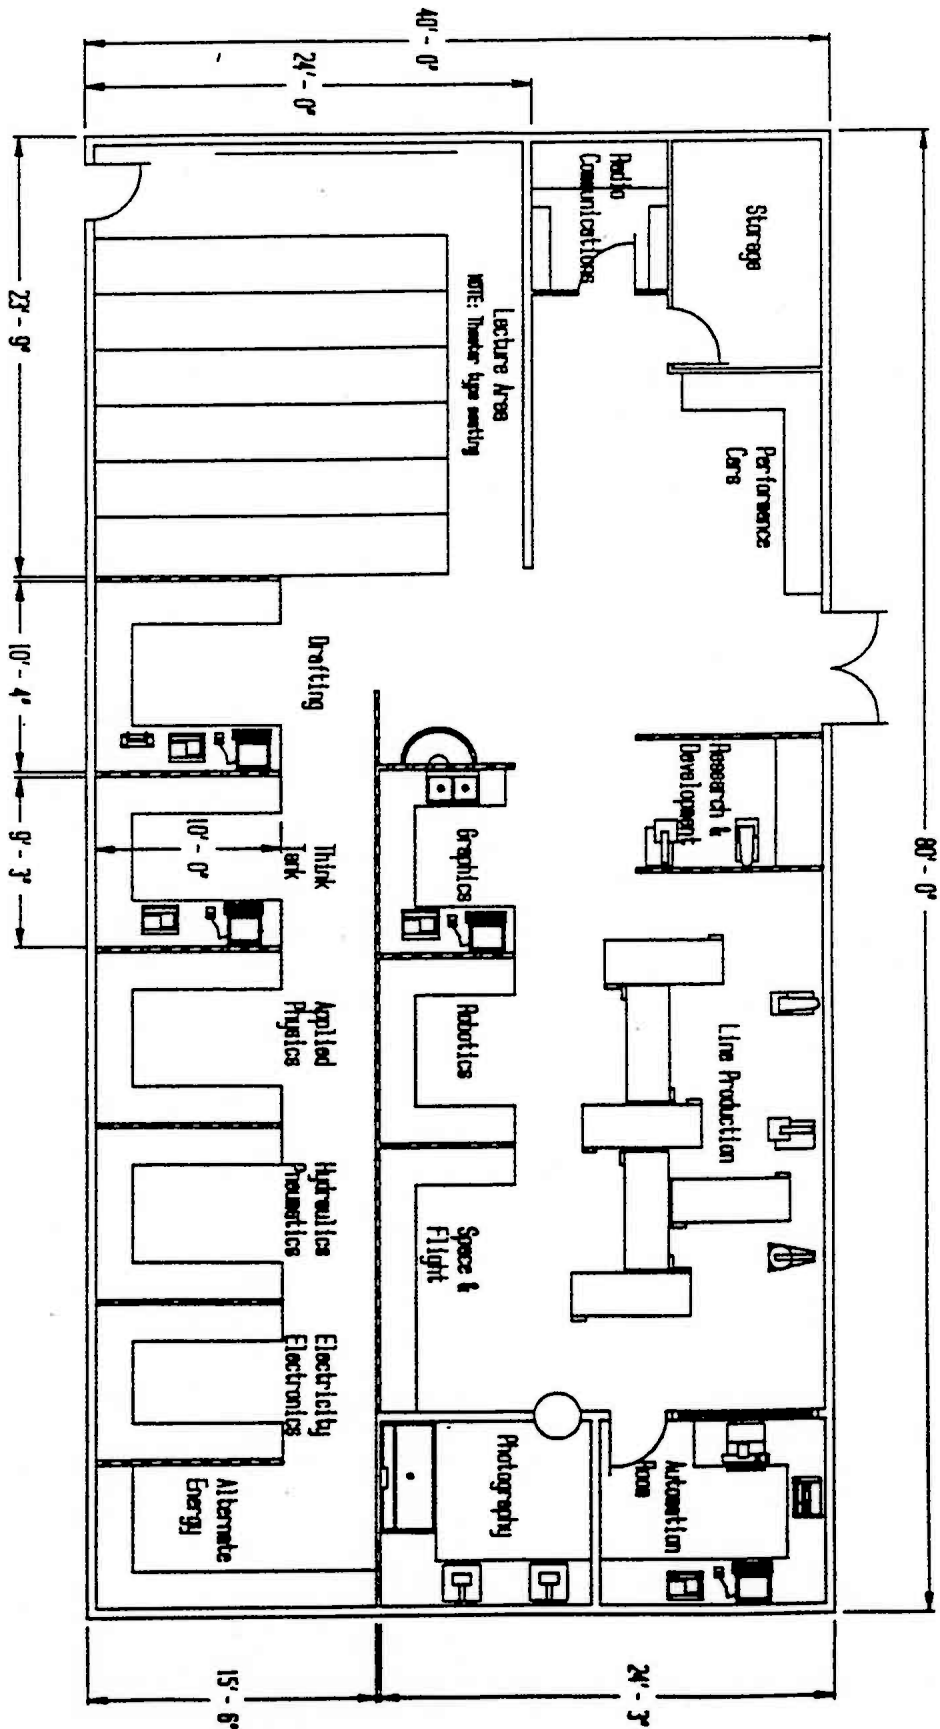 80' - 0"
40' - 0"
24' - 0"
24' - 3"
15' - 6"
Storage
Performance
Cars
Radio
Comunications
Research &
Development
Line Production
Automation
Room
Lecture Area
NOTE: Theater type seating
Graphics
Robotics
Space &
Flight
Photography
Drafting
Think
Tank
10' - 0"
Applied
Physics
Hydraulics
Pneumatics
Electricity
Electronics
Alternate
Energy
23' - 9"
10' - 4"
9' - 3"